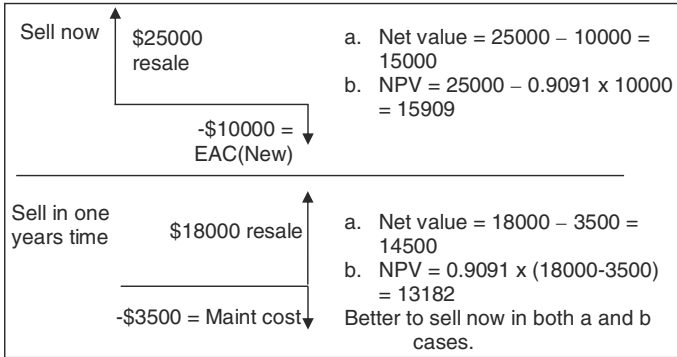 Sell now
$25000
resale
-$10000 =
EAC(New)
a. Net value = 25000 – 10000 =
15000
b. NPV = 25000 – 0.9091 x 10000
= 15909
Sell in one
years time
$18000 resale
-$3500 = Maint cost
a. Net value = 18000 – 3500 =
14500
b. NPV = 0.9091 x (18000-3500)
= 13182
Better to sell now in both a and b
cases.